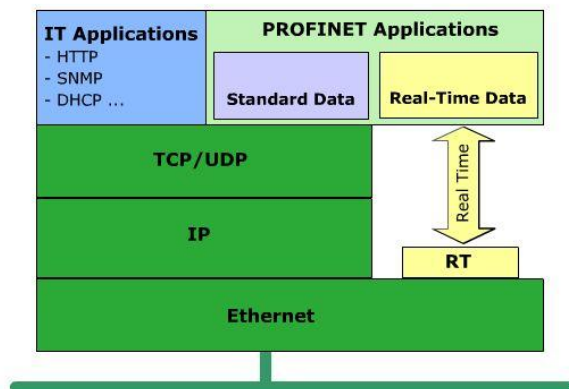 IT Applications
- HTTP
- SNMP
- DHCP ...
PROFINET Applications
Standard Data
Real-Time Data
TCP/UDP
Real Time
IP
RT
Ethernet